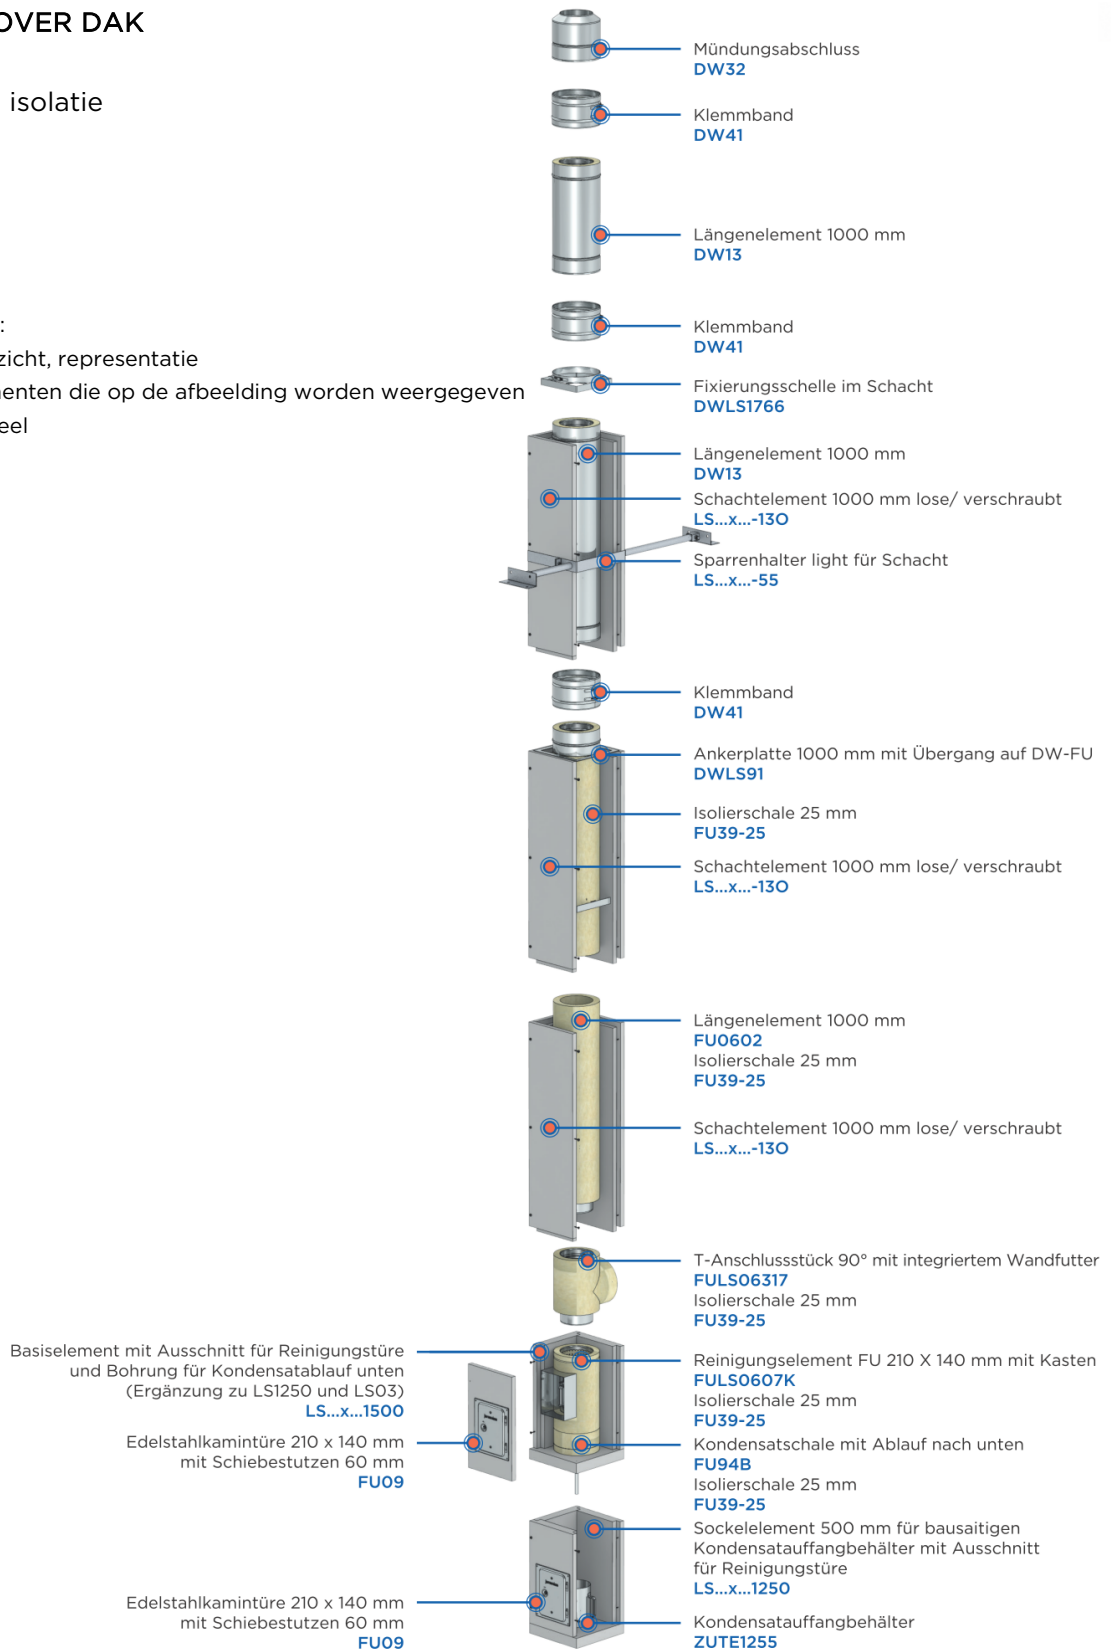 OVER DAK
isolatie
:
zicht, representatie
nenten die op de afbeelding worden weergegeven
eel
Mündungsabschluss
DW32
Klemmband
DW41
Längenelement 1000 mm
DW13
Klemmband
DW41
Fixierungsschelle im Schacht
DWLS1766
Längenelement 1000 mm
DW13
Schachtelement 1000 mm lose/ verschraubt
LS...x...-13O
Sparrenhalter light für Schacht
LS...x...-55
Klemmband
DW41
Ankerplatte 1000 mm mit Übergang auf DW-FU
DWLS91
Isolierschale 25 mm
FU39-25
Schachtelement 1000 mm lose/ verschraubt
LS...x...-13O
Längenelement 1000 mm
FU0602
Isolierschale 25 mm
FU39-25
Schachtelement 1000 mm lose/ verschraubt
LS...x...-13O
T-Anschlussstück 90° mit integriertem Wandfutter
FULS06317
Isolierschale 25 mm
FU39-25
Basiselement mit Ausschnitt für Reinigungstüre
und Bohrung für Kondensatablauf unten
(Ergänzung zu LS1250 und LS03)
LS...x...1500
Edelstahlkamintüre 210 x 140 mm
mit Schiebestutzen 60 mm
FU09
Reinigungselement FU 210 X 140 mm mit Kasten
FULS0607K
Isolierschale 25 mm
FU39-25
Kondensatschale mit Ablauf nach unten
FU94B
Isolierschale 25 mm
FU39-25
Sockelelement 500 mm für bausaitigen
Kondensatauffangbehälter mit Ausschnitt
für Reinigungstüre
LS...x...1250
Edelstahlkamintüre 210 x 140 mm
mit Schiebestutzen 60 mm
FU09
Kondensatauffangbehälter
ZUTE1255